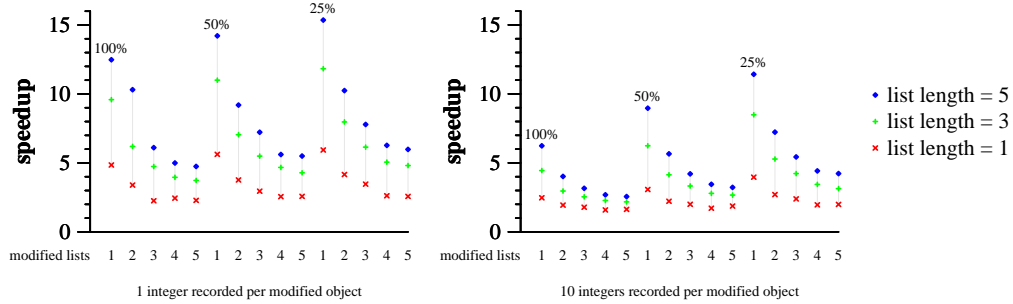 speedup
15
10
5
0
100%
50%
25%
modified lists 1 2 3 4 5 1 2 3 4 5 1 2 3 4 5
1 integer recorded per modified object
speedup
15
10
5
0
100%
50%
25%
modified lists 1 2 3 4 5 1 2 3 4 5 1 2 3 4 5
10 integers recorded per modified object
list length = 5
list length = 3
list length = 1